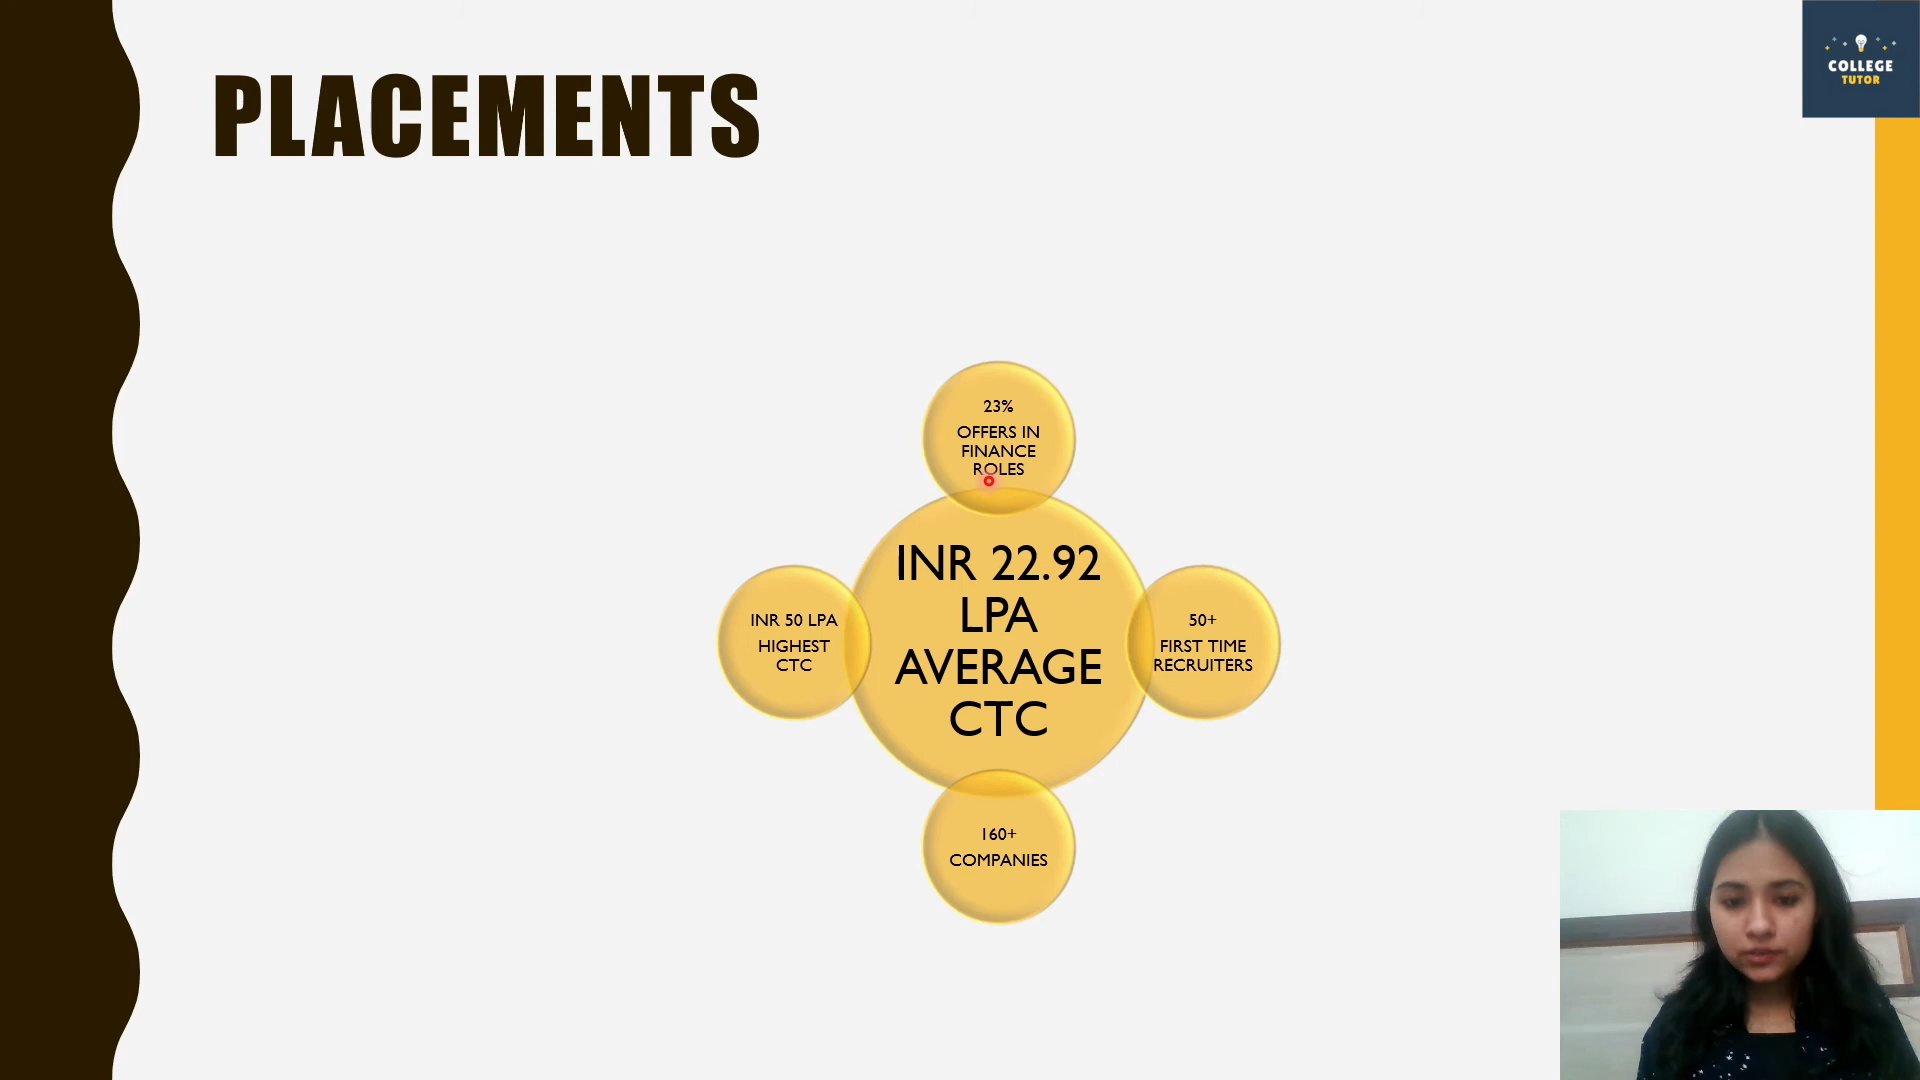 PLACEMENTS
COLLEGE
TUTOR
23%
OFFERS IN
FINANCE
ROLES
INR 22.92
LPA
AVERAGE
CTC
INR 50 LPA
HIGHEST
CTC
50+
FIRST TIME
RECRUITERS
160+
COMPANIES